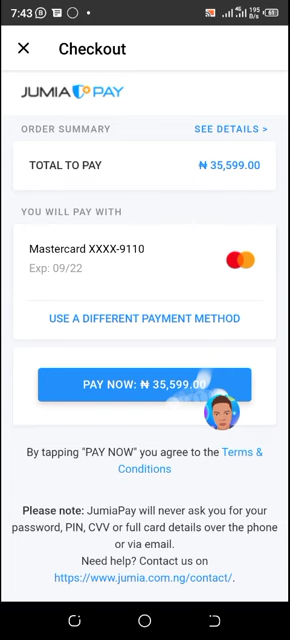 7:43
4G 195 B/s 69
Checkout
JUMIA PAY
ORDER SUMMARY SEE DETAILS >
TOTAL TO PAY ₦ 35,599.00
YOU WILL PAY WITH
Mastercard XXXX-9110
Exp: 09/22
USE A DIFFERENT PAYMENT METHOD
PAY NOW: ₦ 35,599.00
By tapping "PAY NOW" you agree to the Terms &
Conditions
Please note: JumiaPay will never ask you for your
password, PIN, CVV or full card details over the phone
or via email.
Need help? Contact us on
https://www.jumia.com.ng/contact/.